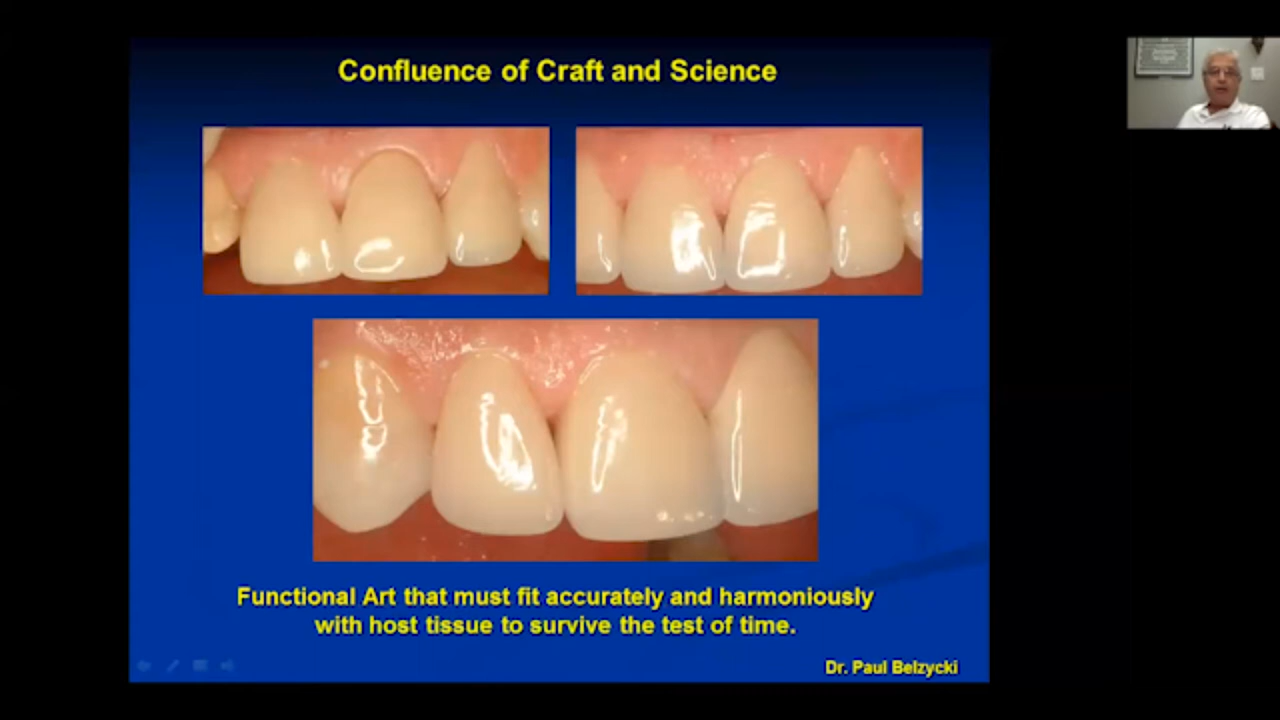 Confluence of Craft and Science
Functional Art that must fit accurately and harmoniously
with host tissue to survive the test of time.
Dr. Paul Belzycki